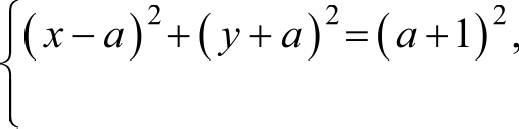 {(x − a)² + (y + a)² = (a + 1)²,